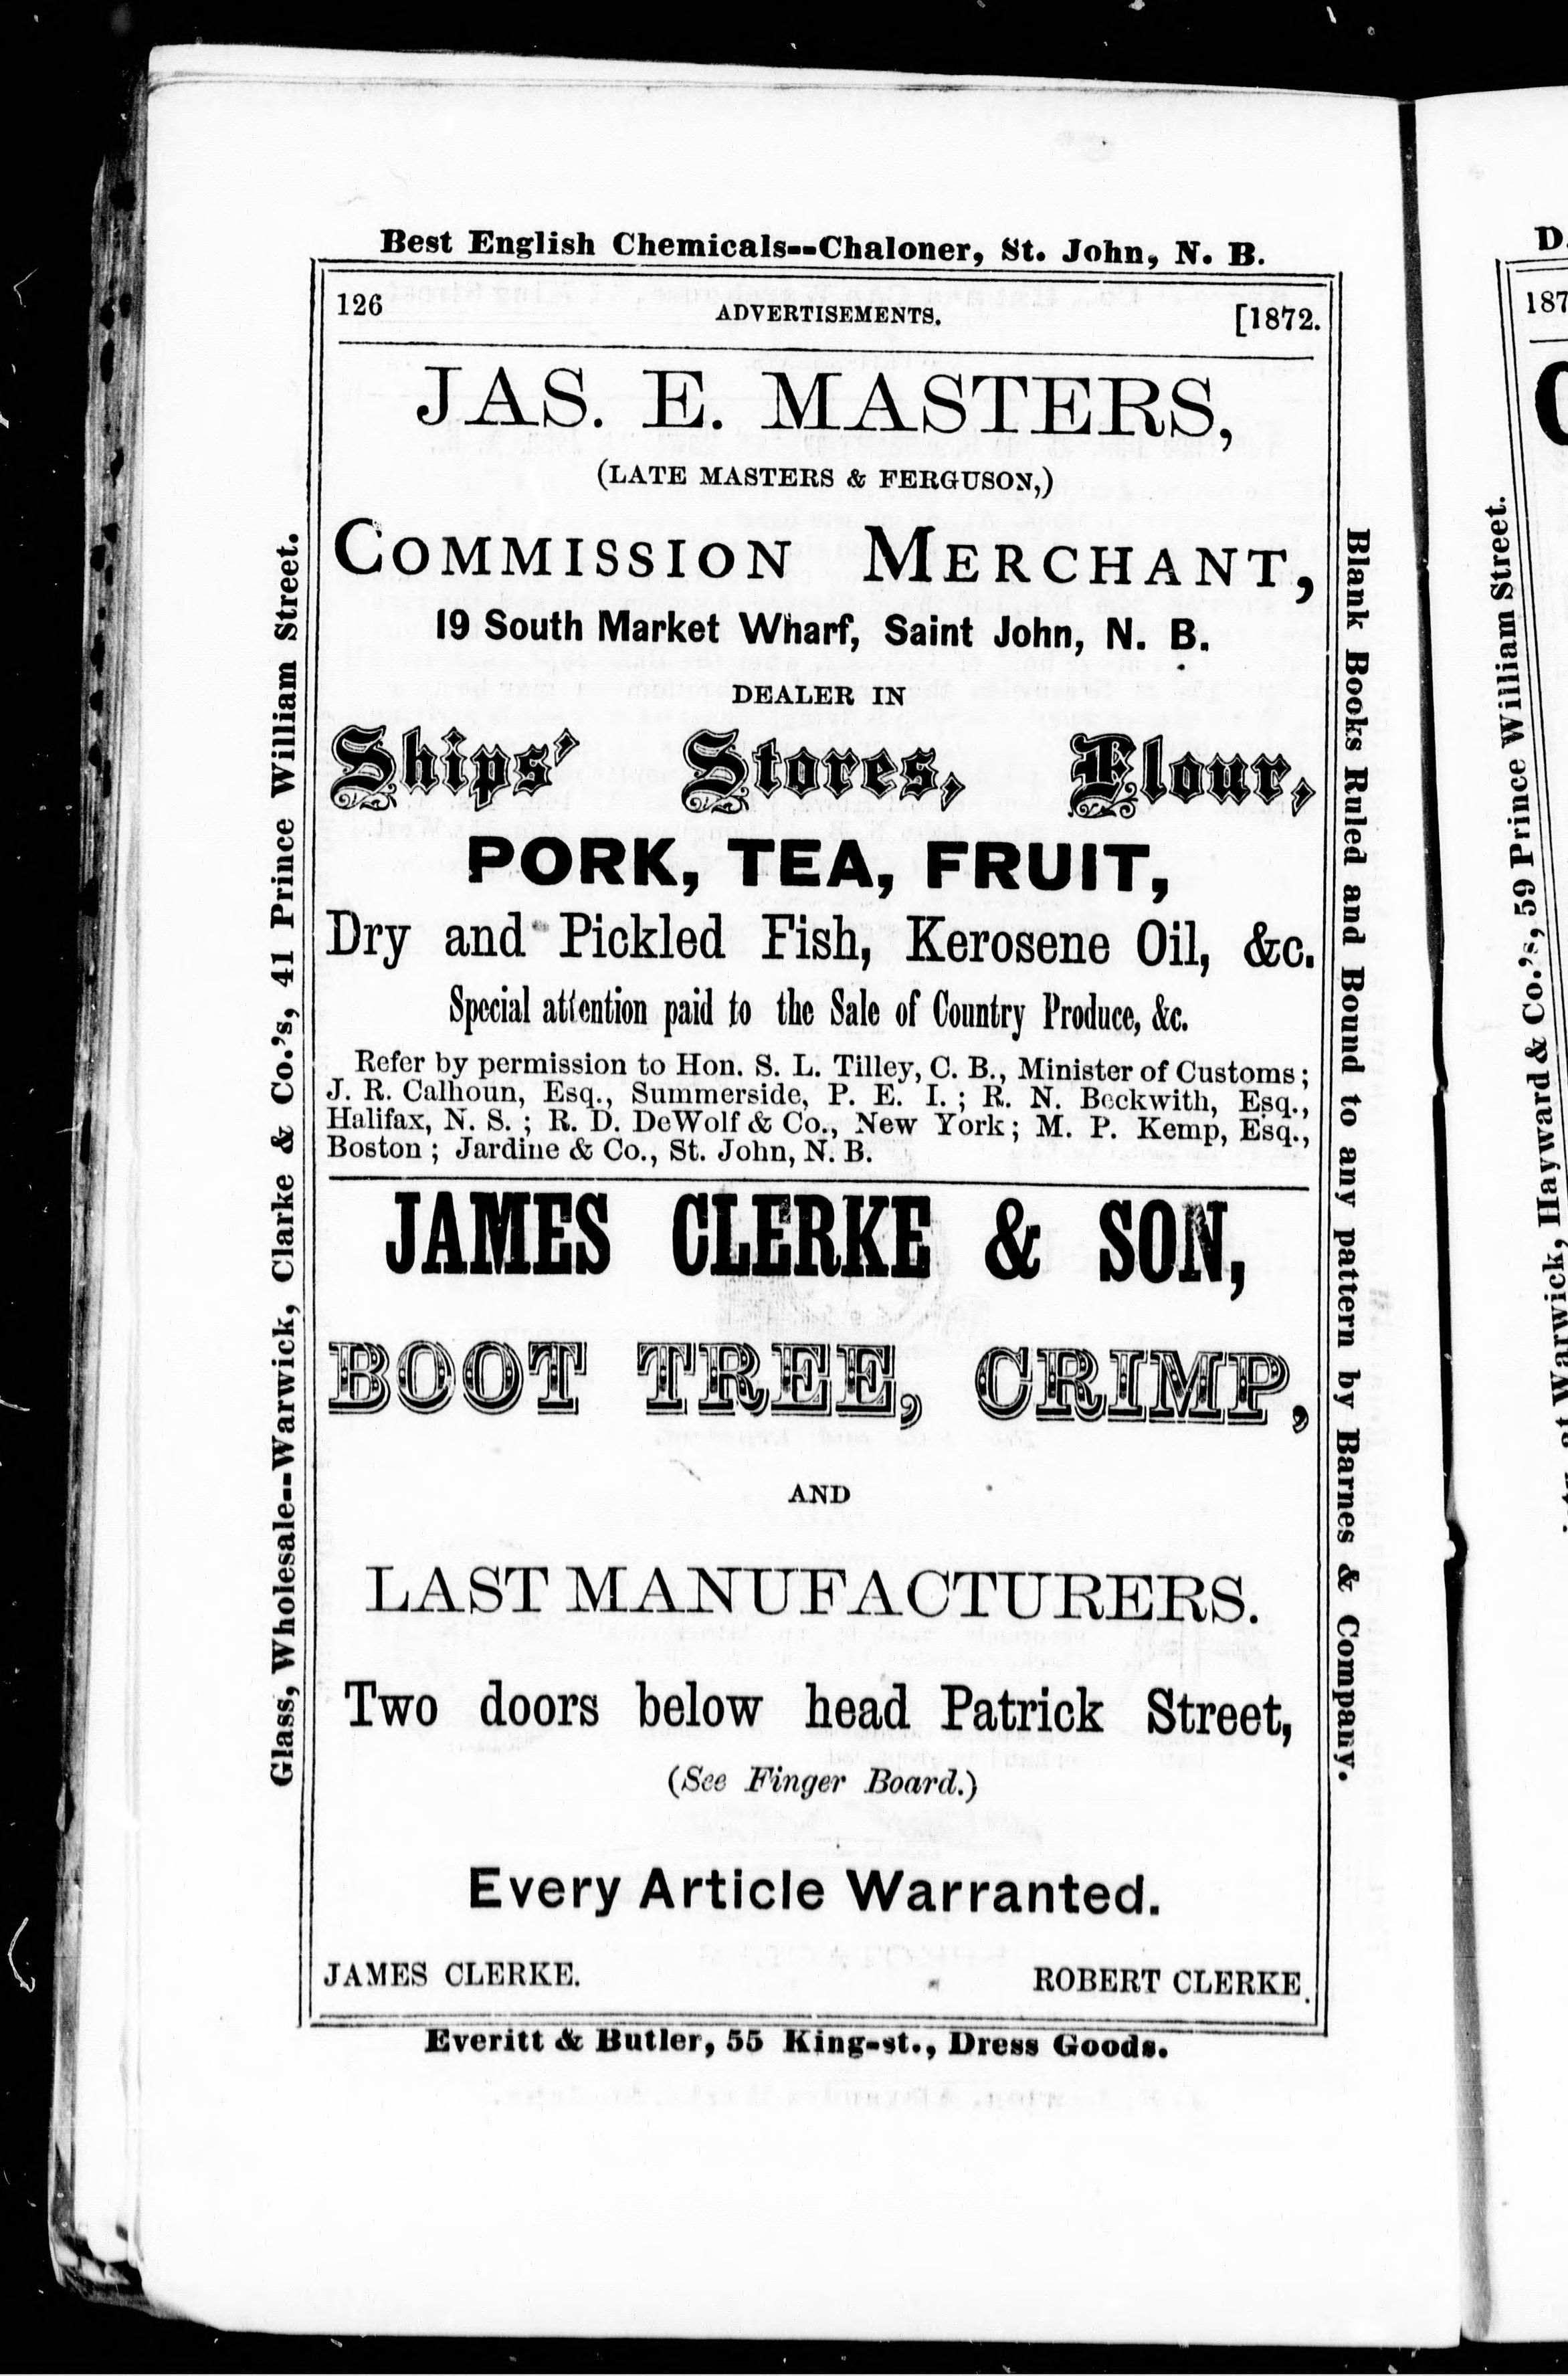 Best English Chemicals--Chaloner, St. John, N. B.
126 ADVERTISEMENTS. [1872.
JAS. E. MASTERS,
(LATE MASTERS & FERGUSON,)
COMMISSION MERCHANT,
19 South Market Wharf, Saint John, N. B.
DEALER IN
Ships' Stores, Flour,
PORK, TEA, FRUIT,
Dry and Pickled Fish, Kerosene Oil, &c.
Special attention paid to the Sale of Country Produce, &c.
Refer by permission to Hon. S. L. Tilley, C. B., Minister of Customs;
J. R. Calhoun, Esq., Summerside, P. E. I.; R. N. Beckwith, Esq.,
Halifax, N. S.; R. D. DeWolf & Co., New York; M. P. Kemp, Esq.,
Boston; Jardine & Co., St. John, N. B.
JAMES CLERKE & SON,
BOOT TREE, CRIMP,
AND
LAST MANUFACTURERS.
Two doors below head Patrick Street,
(See Finger Board.)
Every Article Warranted.
JAMES CLERKE. ROBERT CLERKE.
Everitt & Butler, 55 King-st., Dress Goods.
Glass, Wholesale--Warwick, Clarke & Co.'s, 41 Prince William Street.
Blank Books Ruled and Bound to any pattern by Barnes & Company.
187
at Warwick, Hayward & Co.'s, 59 Prince William Street.